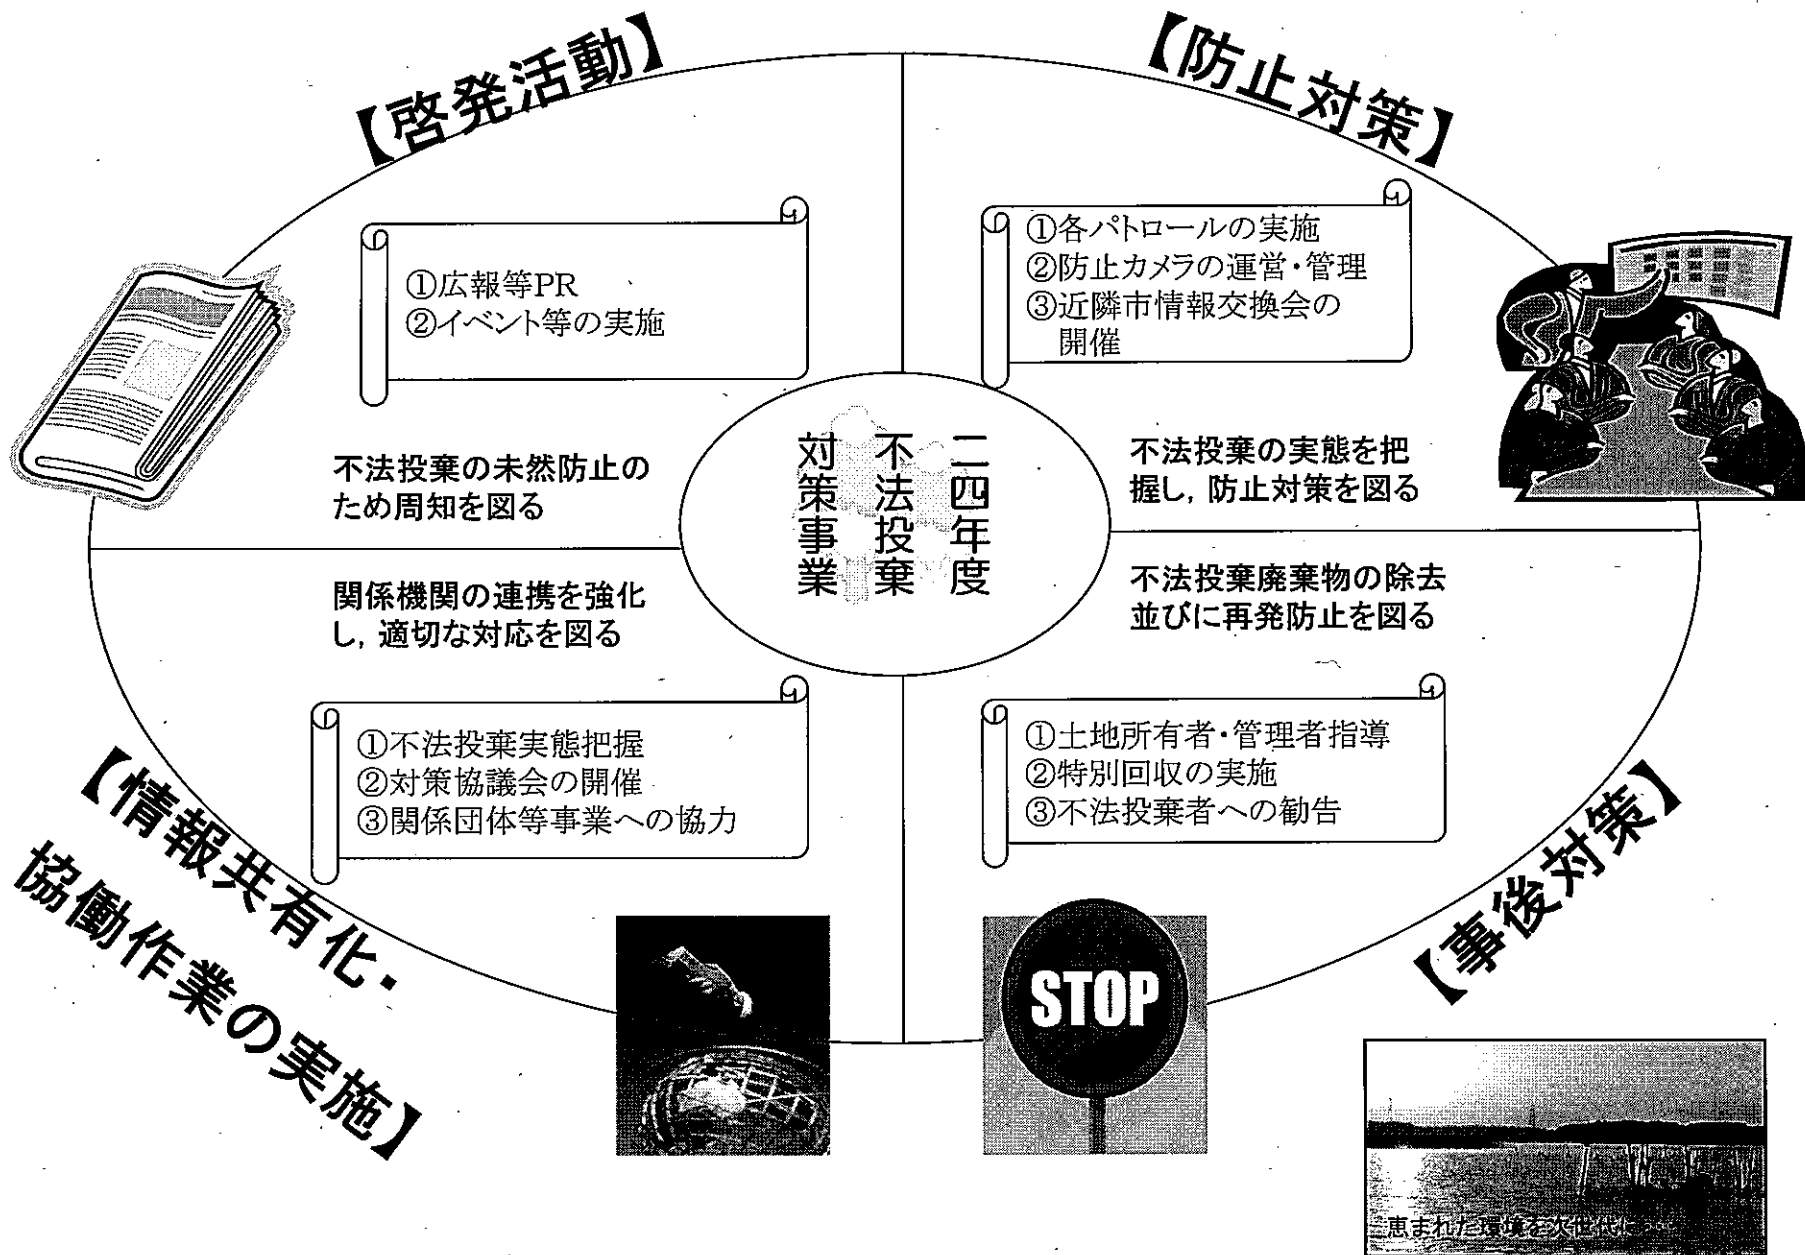 【啓発活動】
①広報等PR
②イベント等の実施
不法投棄の未然防止の
ため周知を図る
【防止対策】
①各パトロールの実施
②防止カメラの運営・管理
③近隣市情報交換会の
開催
不法投棄の実態を把
握し，防止対策を図る
二四年度
不法投棄
対策事業
関係機関の連携を強化
し，適切な対応を図る
①不法投棄実態把握
②対策協議会の開催
③関係団体等事業への協力
【情報共有化・
協働作業の実施】
不法投棄廃棄物の除去
並びに再発防止を図る
①土地所有者・管理者指導
②特別回収の実施
③不法投棄者への勧告
【事後対策】
STOP
恵まれた環境を次世代に…